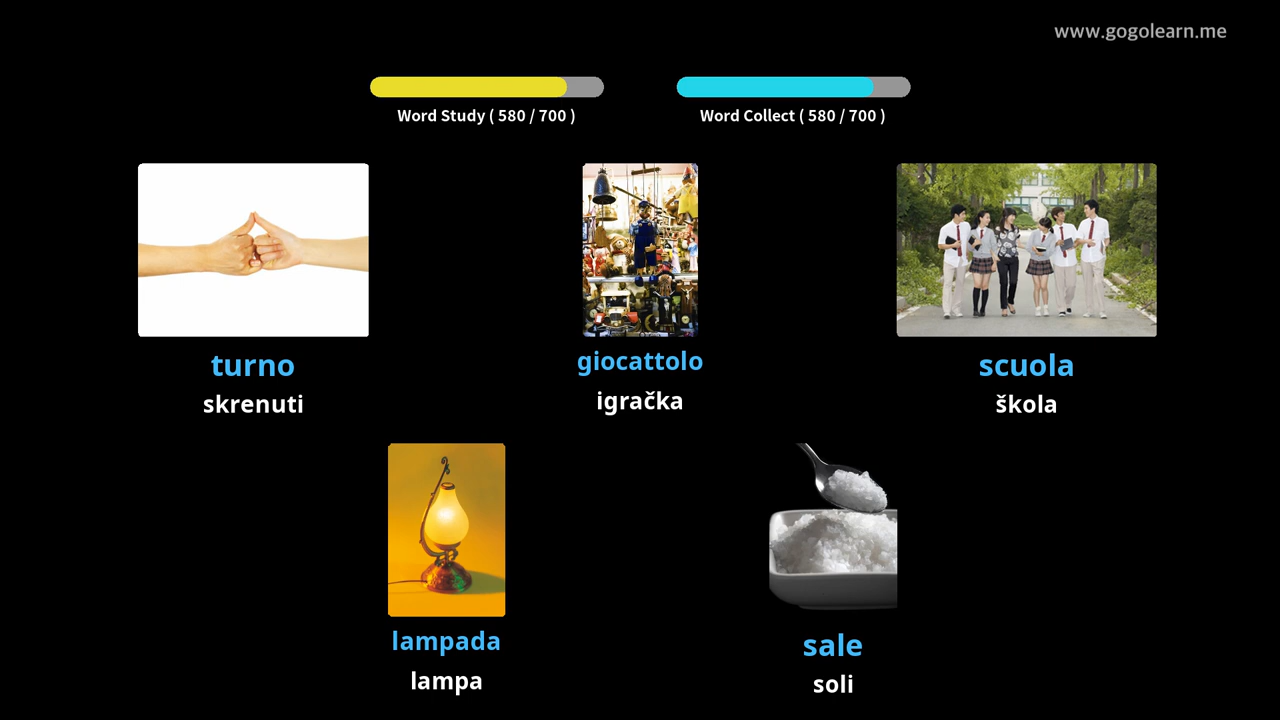 www.gogolearn.me
Word Study ( 580 / 700 )
Word Collect ( 580 / 700 )
turno
skrenuti
giocattolo
igračka
scuola
škola
lampada
lampa
sale
soli